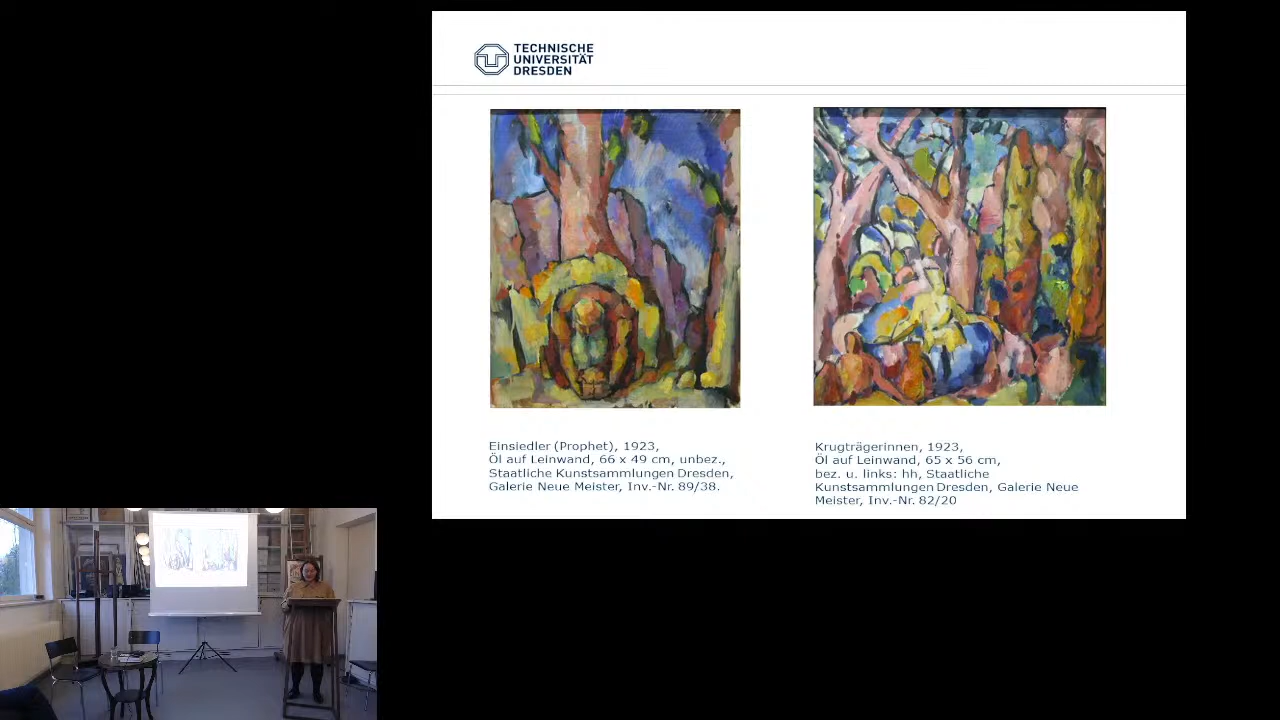 TECHNISCHE
UNIVERSITÄT
DRESDEN
Einsiedler (Prophet), 1923,
Öl auf Leinwand, 66 x 49 cm, unbez.,
Staatliche Kunstsammlungen Dresden,
Galerie Neue Meister, Inv.-Nr. 89/38.
Krugträgerinnen, 1923,
Öl auf Leinwand, 65 x 56 cm,
bez. u. links: hh, Staatliche
Kunstsammlungen Dresden, Galerie Neue
Meister, Inv.-Nr. 82/20